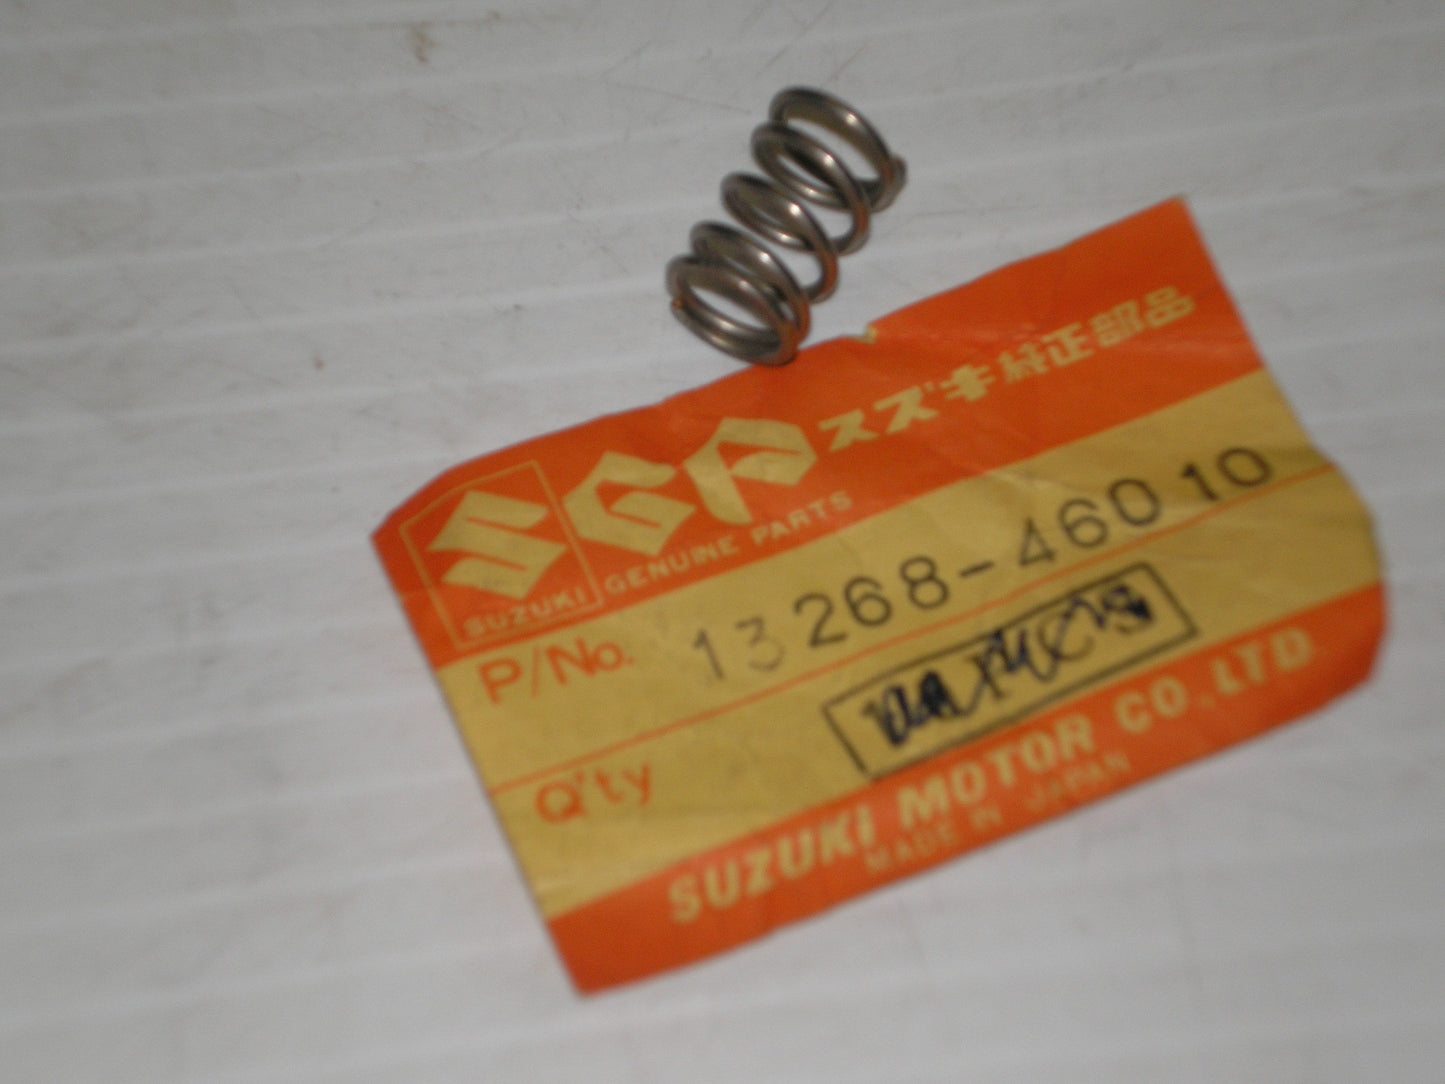 SGP スズキ純正部品
SUZUKI GENUINE PARTS
P/No. 13268-46010
Q'ty
SUZUKI MOTOR CO.,LTD.
MADE IN JAPAN